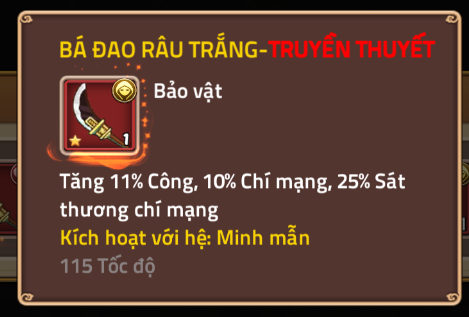 BÁ ĐAO RÂU TRẮNG-TRUYỀN THUYẾT
Bảo vật
1
Tăng 11% Công, 10% Chí mạng, 25% Sát
thương chí mạng
Kích hoạt với hệ: Minh mẫn
115 Tốc độ